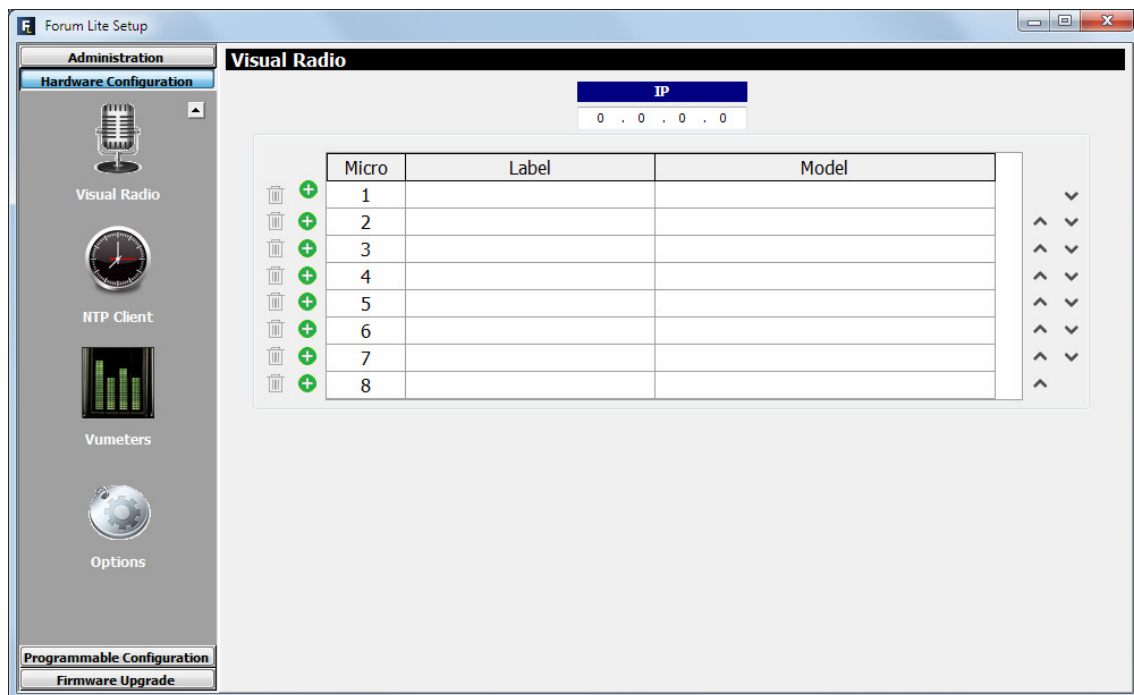 Forum Lite Setup
Administration
Hardware Configuration
Visual Radio
NTP Client
Vumeters
Options
Programmable Configuration
Firmware Upgrade
Visual Radio
IP
0 . 0 . 0 . 0
Micro Label Model
1
2
3
4
5
6
7
8